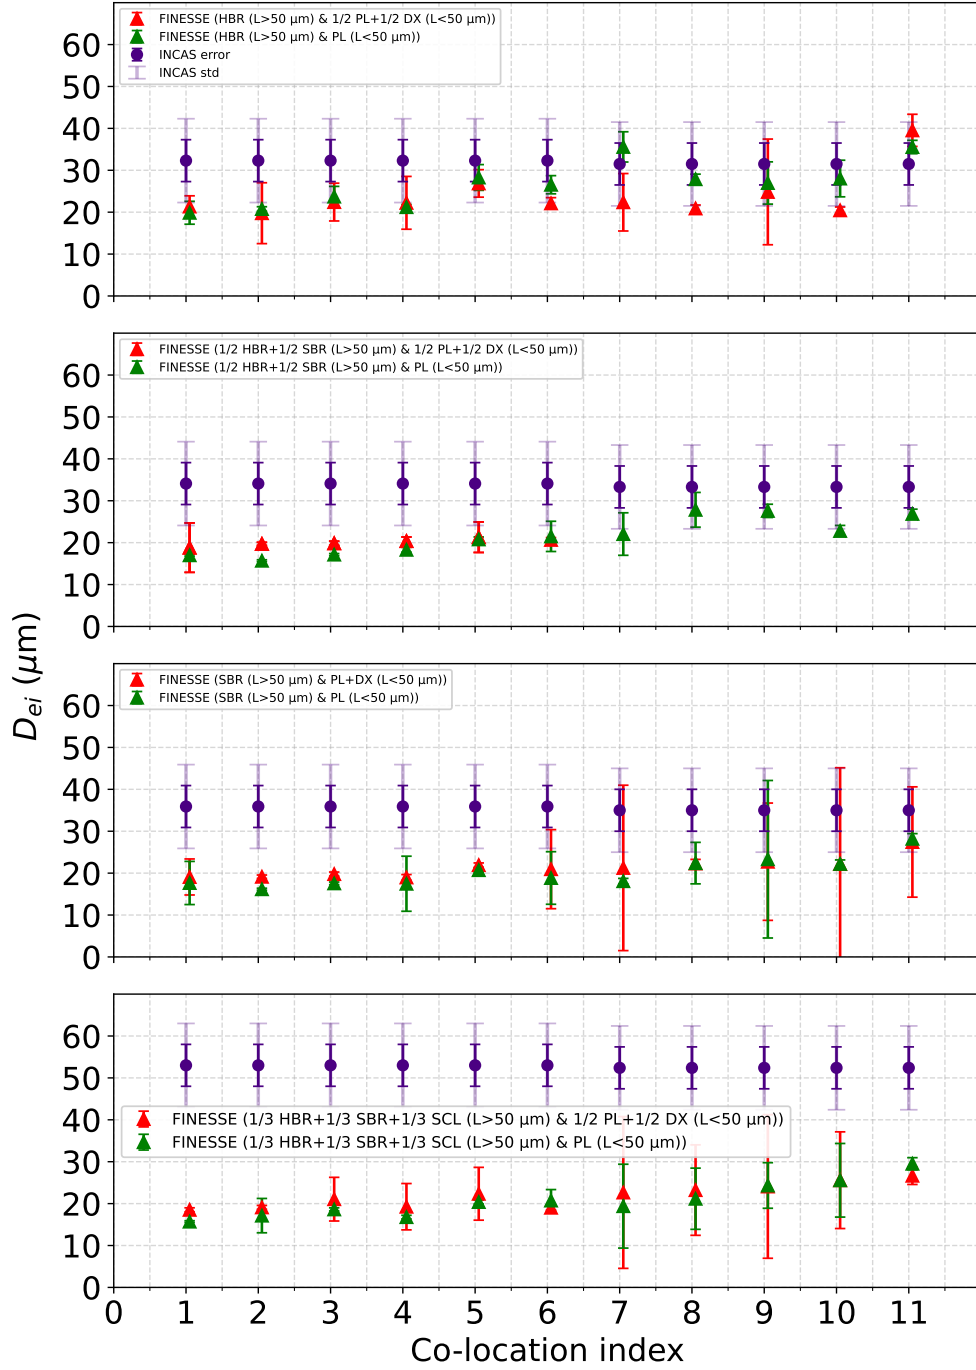 FINESSE (HBR (L>50 μm) & 1/2 PL+1/2 DX (L<50 μm))
FINESSE (HBR (L>50 μm) & PL (L<50 μm))
INCAS error
INCAS std
60
50
40
30
20
10
0
FINESSE (1/2 HBR+1/2 SBR (L>50 μm) & 1/2 PL+1/2 DX (L<50 μm))
FINESSE (1/2 HBR+1/2 SBR (L>50 μm) & PL (L<50 μm))
60
50
40
30
20
10
0
D_{ei} (μm)
FINESSE (SBR (L>50 μm) & PL+DX (L<50 μm))
FINESSE (SBR (L>50 μm) & PL (L<50 μm))
60
50
40
30
20
10
0
FINESSE (1/3 HBR+1/3 SBR+1/3 SCL (L>50 μm) & 1/2 PL+1/2 DX (L<50 μm))
FINESSE (1/3 HBR+1/3 SBR+1/3 SCL (L>50 μm) & PL (L<50 μm))
60
50
40
30
20
10
0
0 1 2 3 4 5 6 7 8 9 10 11
Co-location index